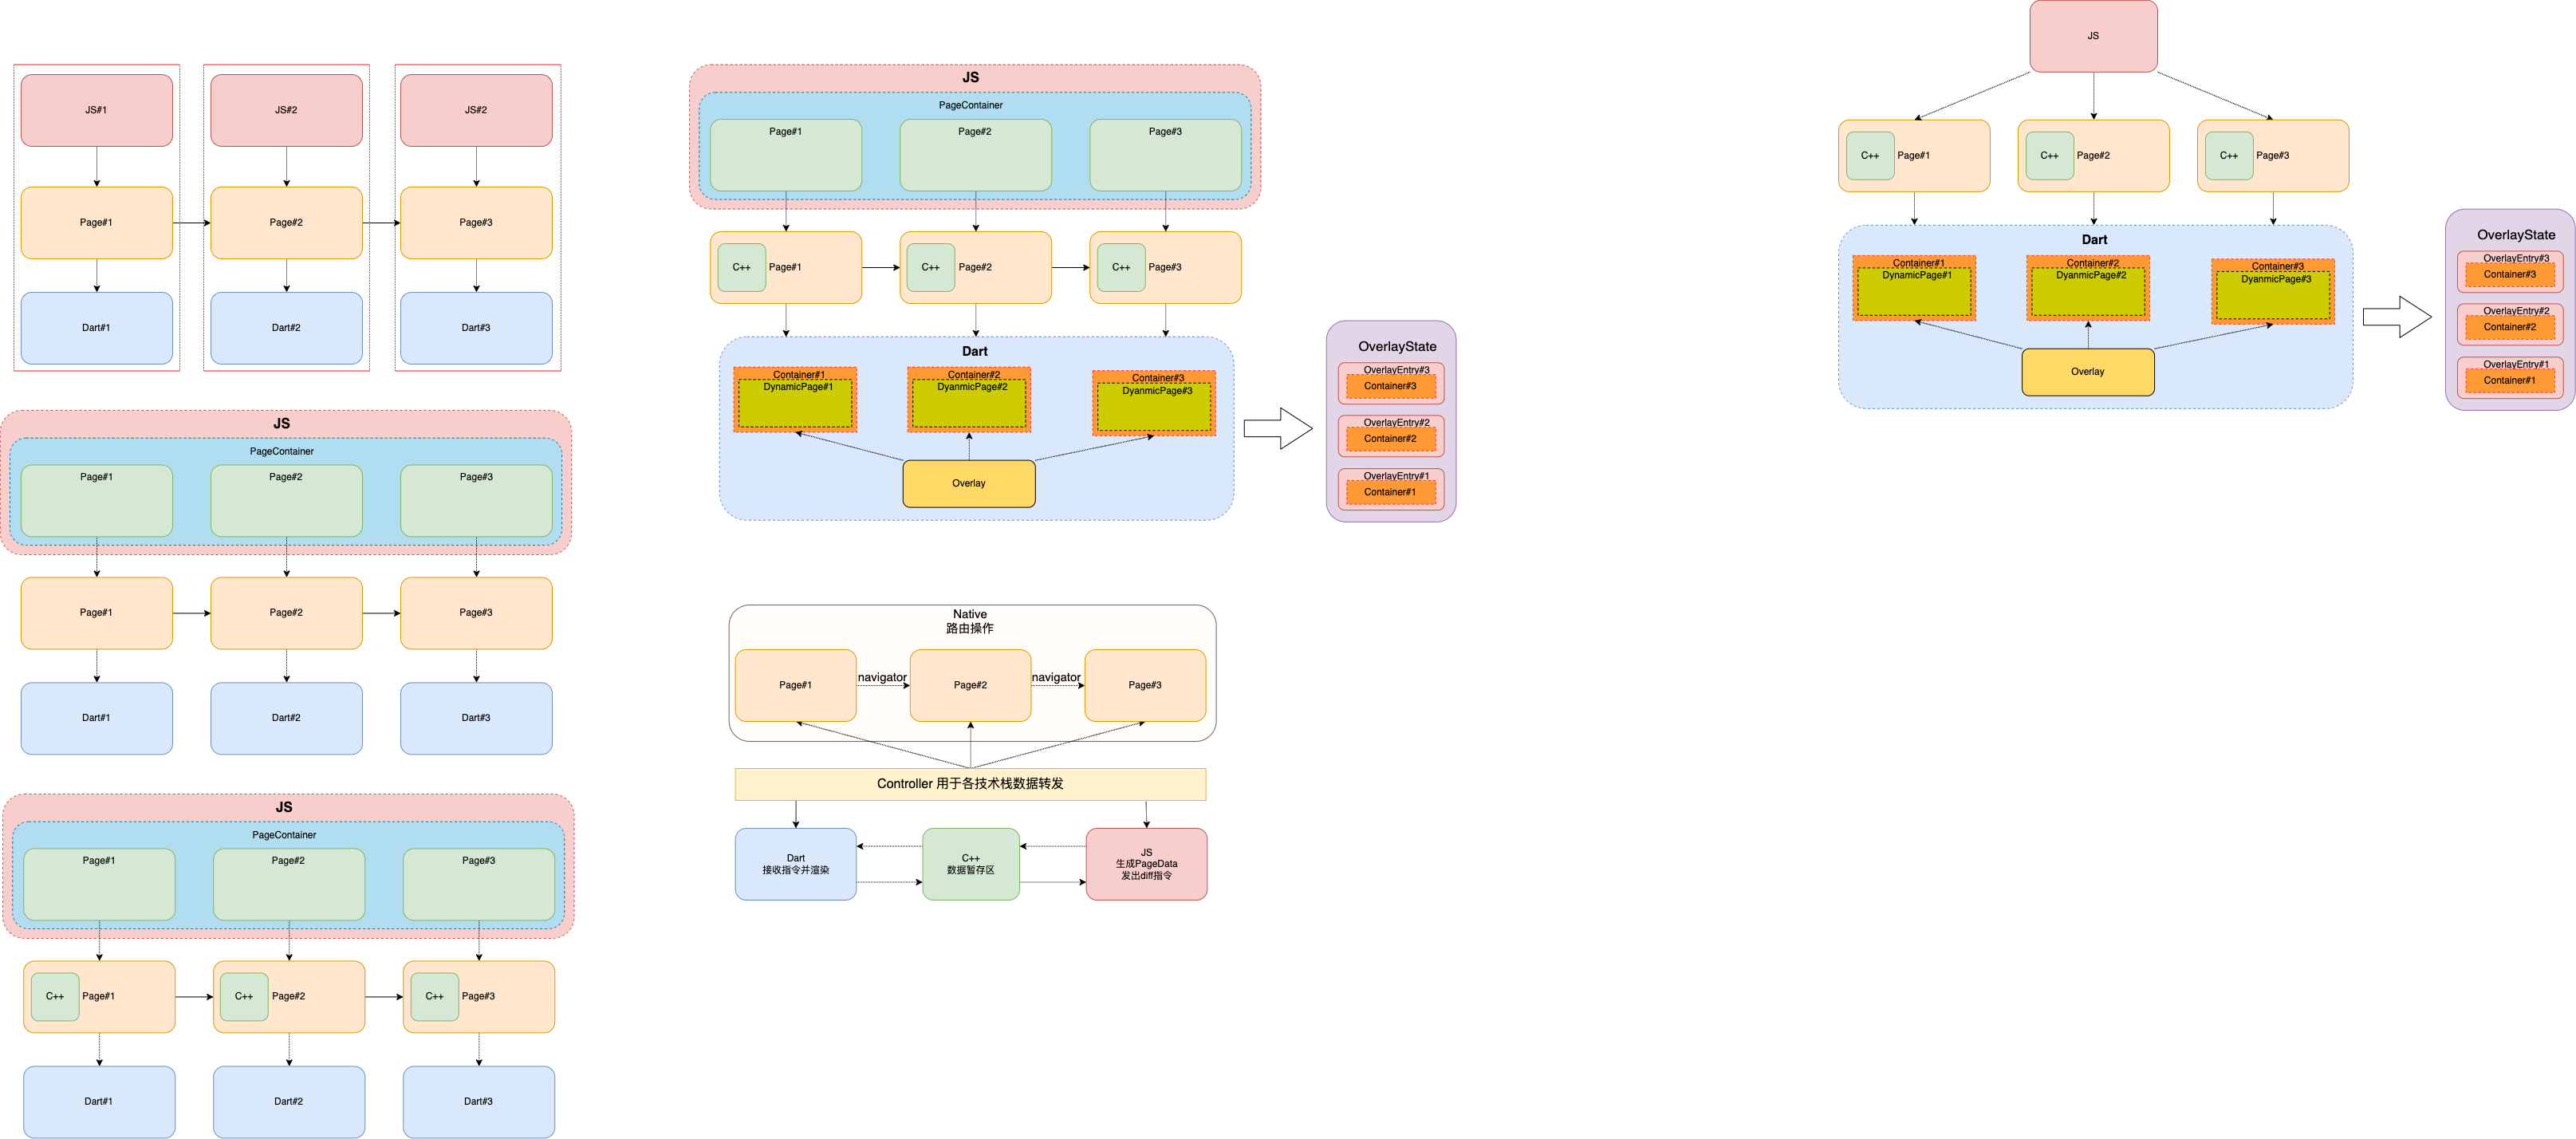 JS#1
JS#2
JS#2
Page#1
Page#2
Page#3
Dart#1
Dart#2
Dart#3
JS
PageContainer
Page#1
Page#2
Page#3
Page#1
Page#2
Page#3
Dart#1
Dart#2
Dart#3
JS
PageContainer
Page#1
Page#2
Page#3
C++
Page#1
C++
Page#2
C++
Page#3
Dart#1
Dart#2
Dart#3
JS
PageContainer
Page#1
Page#2
Page#3
C++
Page#1
C++
Page#2
C++
Page#3
Dart
Container#1
DynamicPage#1
Container#2
DyanmicPage#2
Container#3
DyanmicPage#3
Overlay
OverlayState
OverlayEntry#3
Container#3
OverlayEntry#2
Container#2
OverlayEntry#1
Container#1
Native
路由操作
Page#1
navigator
Page#2
navigator
Page#3
Controller 用于各技术栈数据转发
Dart
接收指令并渲染
C++
数据暂存区
JS
生成PageData
发出diff指令
JS
C++
Page#1
C++
Page#2
C++
Page#3
Dart
Container#1
DynamicPage#1
Container#2
DyanmicPage#2
Container#3
DyanmicPage#3
Overlay
OverlayState
OverlayEntry#3
Container#3
OverlayEntry#2
Container#2
OverlayEntry#1
Container#1